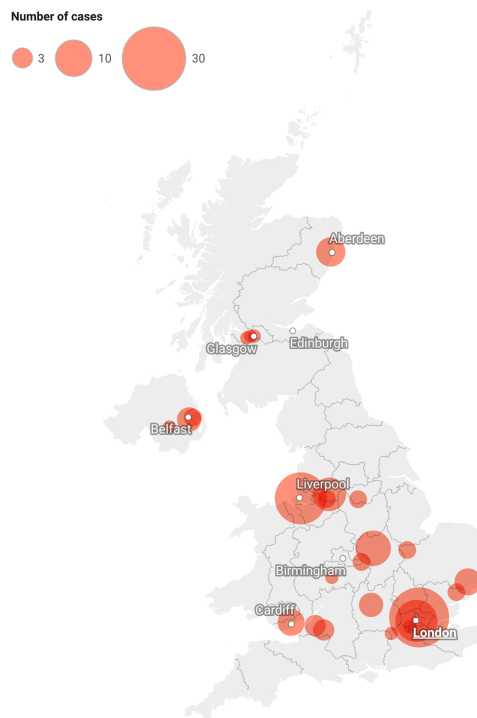 Number of cases
3 10 30
Aberdeen
Edinburgh
Glasgow
Belfast
Liverpool
Birmingham
Cardiff
London